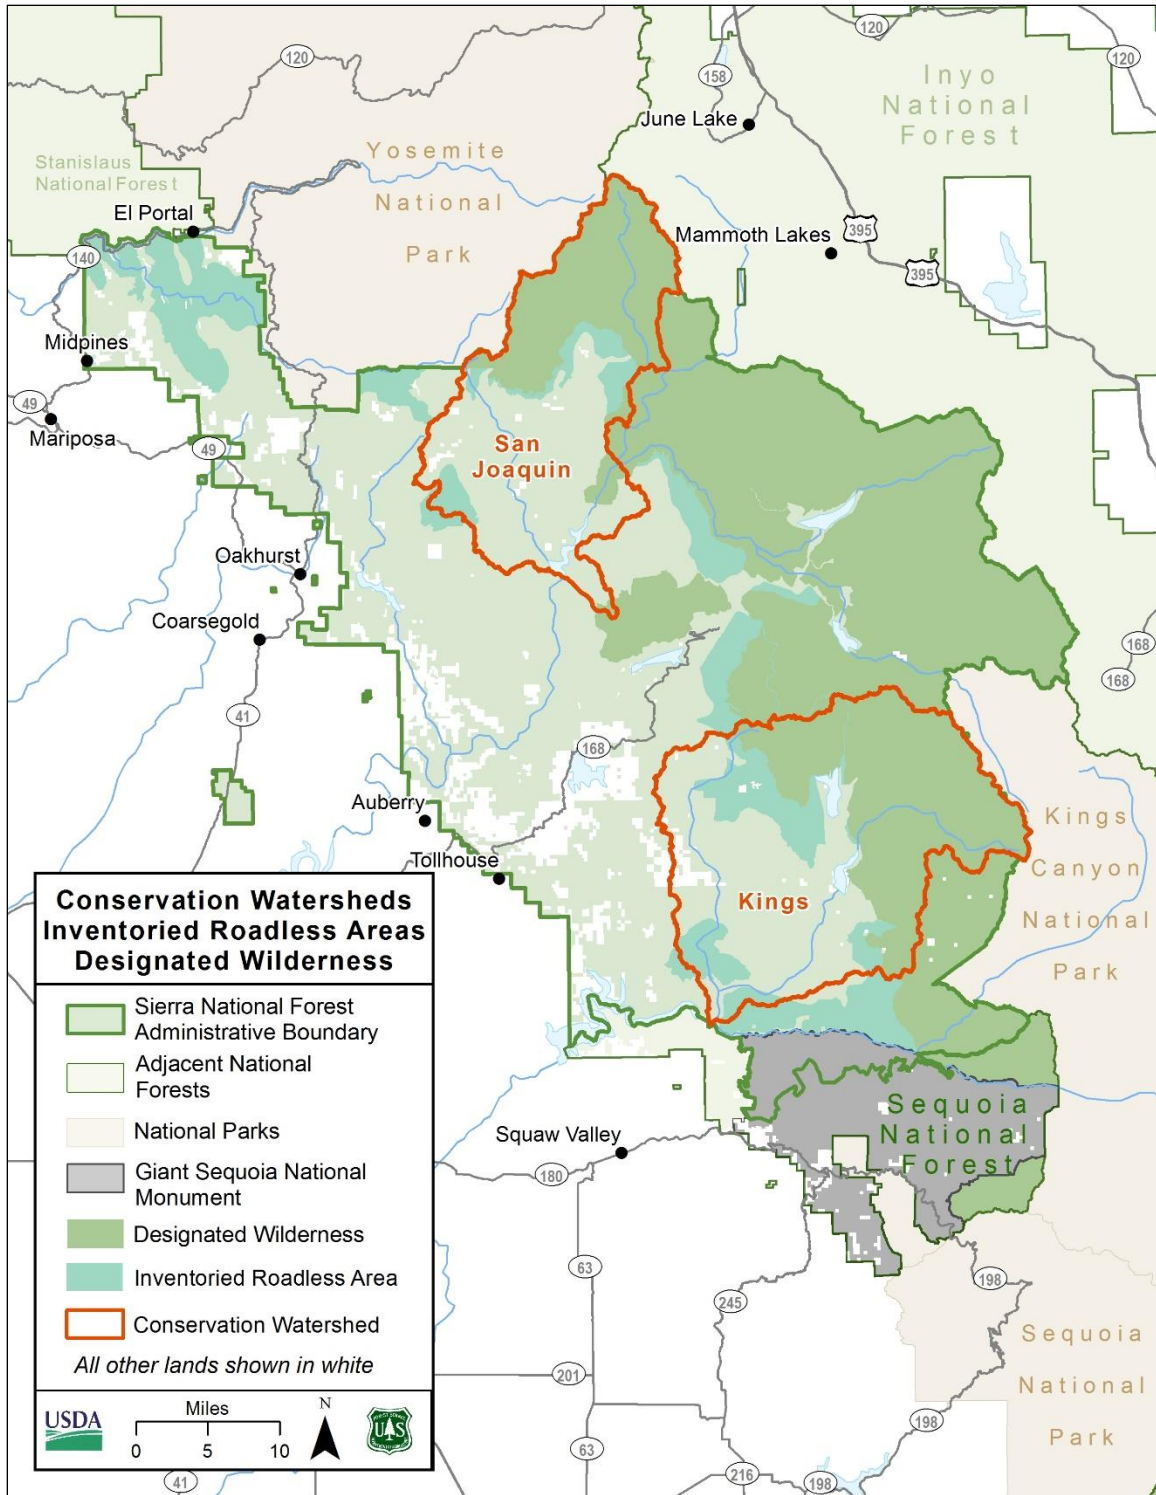 120
120
120
158
Inyo
National
Forest
June Lake
Yosemite
National
Park
Stanislaus
National Forest
El Portal
140
Mammoth Lakes
395
395
Midpines
49
Mariposa
49
San
Joaquin
Oakhurst
Coarsegold
41
168
168
168
Auberry
Tollhouse
Kings
Kings
Canyon
National
Park
Sequoia
National
Forest
Squaw Valley
180
63
245
198
201
Sequoia
National
Park
198
63
216
198
41
Conservation Watersheds
Inventoried Roadless Areas
Designated Wilderness
Sierra National Forest
Administrative Boundary
Adjacent National
Forests
National Parks
Giant Sequoia National
Monument
Designated Wilderness
Inventoried Roadless Area
Conservation Watershed
All other lands shown in white
USDA
Miles
0 5 10
N
U S